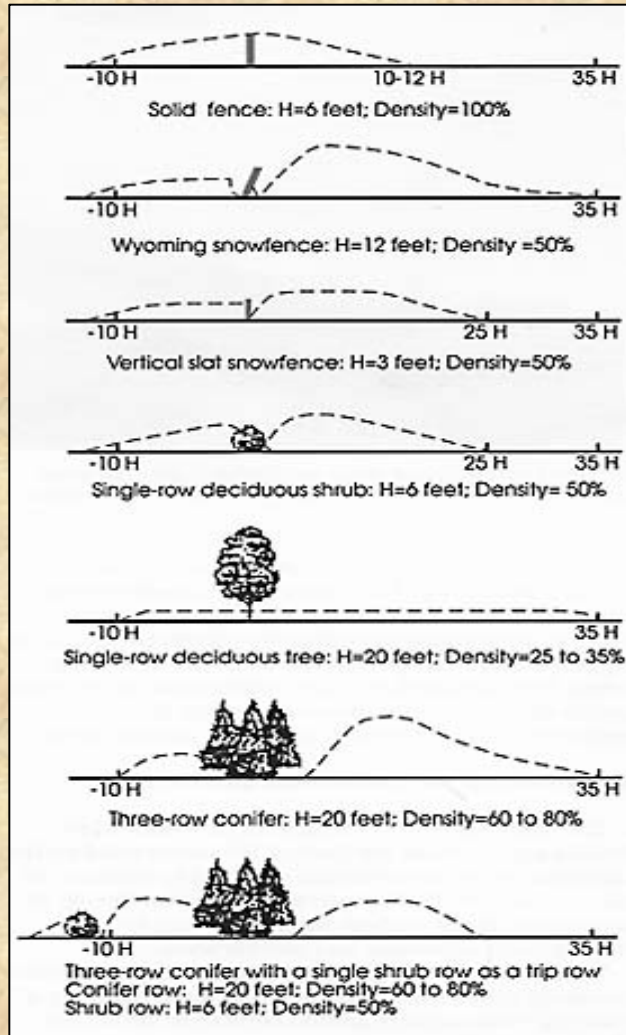 -10 H 10-12 H 35 H
Solid fence: H=6 feet; Density=100%
-10 H 35 H
Wyoming snowfence: H=12 feet; Density =50%
-10 H 25 H 35 H
Vertical slat snowfence: H=3 feet; Density=50%
-10 H 25 H 35 H
Single-row deciduous shrub: H=6 feet; Density= 50%
-10 H 35 H
Single-row deciduous tree: H=20 feet; Density=25 to 35%
-10 H 35 H
Three-row conifer: H=20 feet; Density=60 to 80%
-10 H 35 H
Three-row conifer with a single shrub row as a trip row
Conifer row: H=20 feet; Density=60 to 80%
Shrub row: H=6 feet; Density=50%